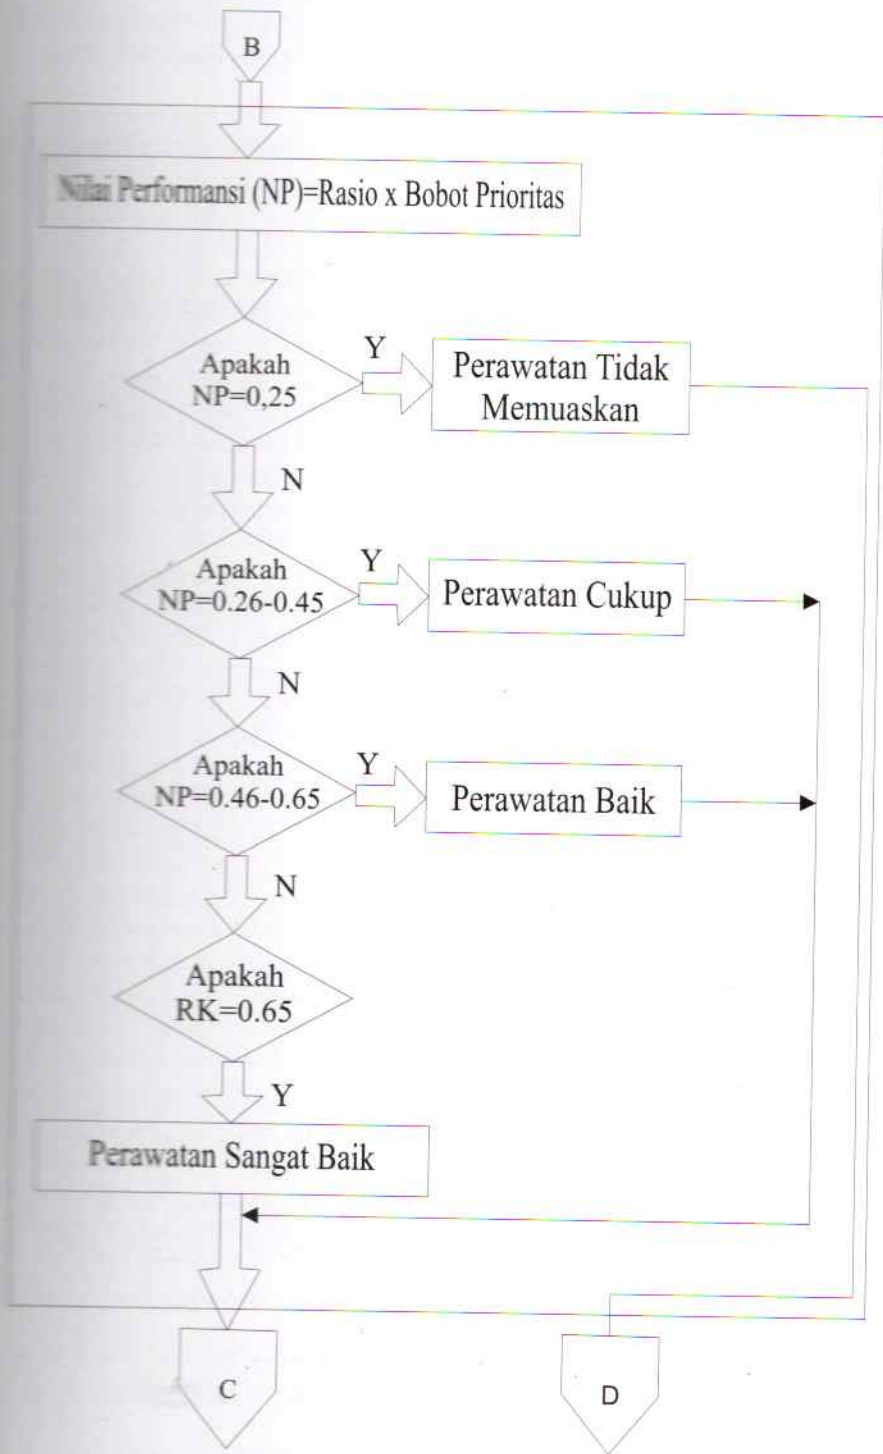 B
Nilai Performansi (NP)=Rasio x Bobot Prioritas
Apakah
NP=0,25
Y
Perawatan Tidak
Memuaskan
N
Apakah
NP=0.26-0.45
Y
Perawatan Cukup
N
Apakah
NP=0.46-0.65
Y
Perawatan Baik
N
Apakah
RK=0.65
Y
Perawatan Sangat Baik
C
D